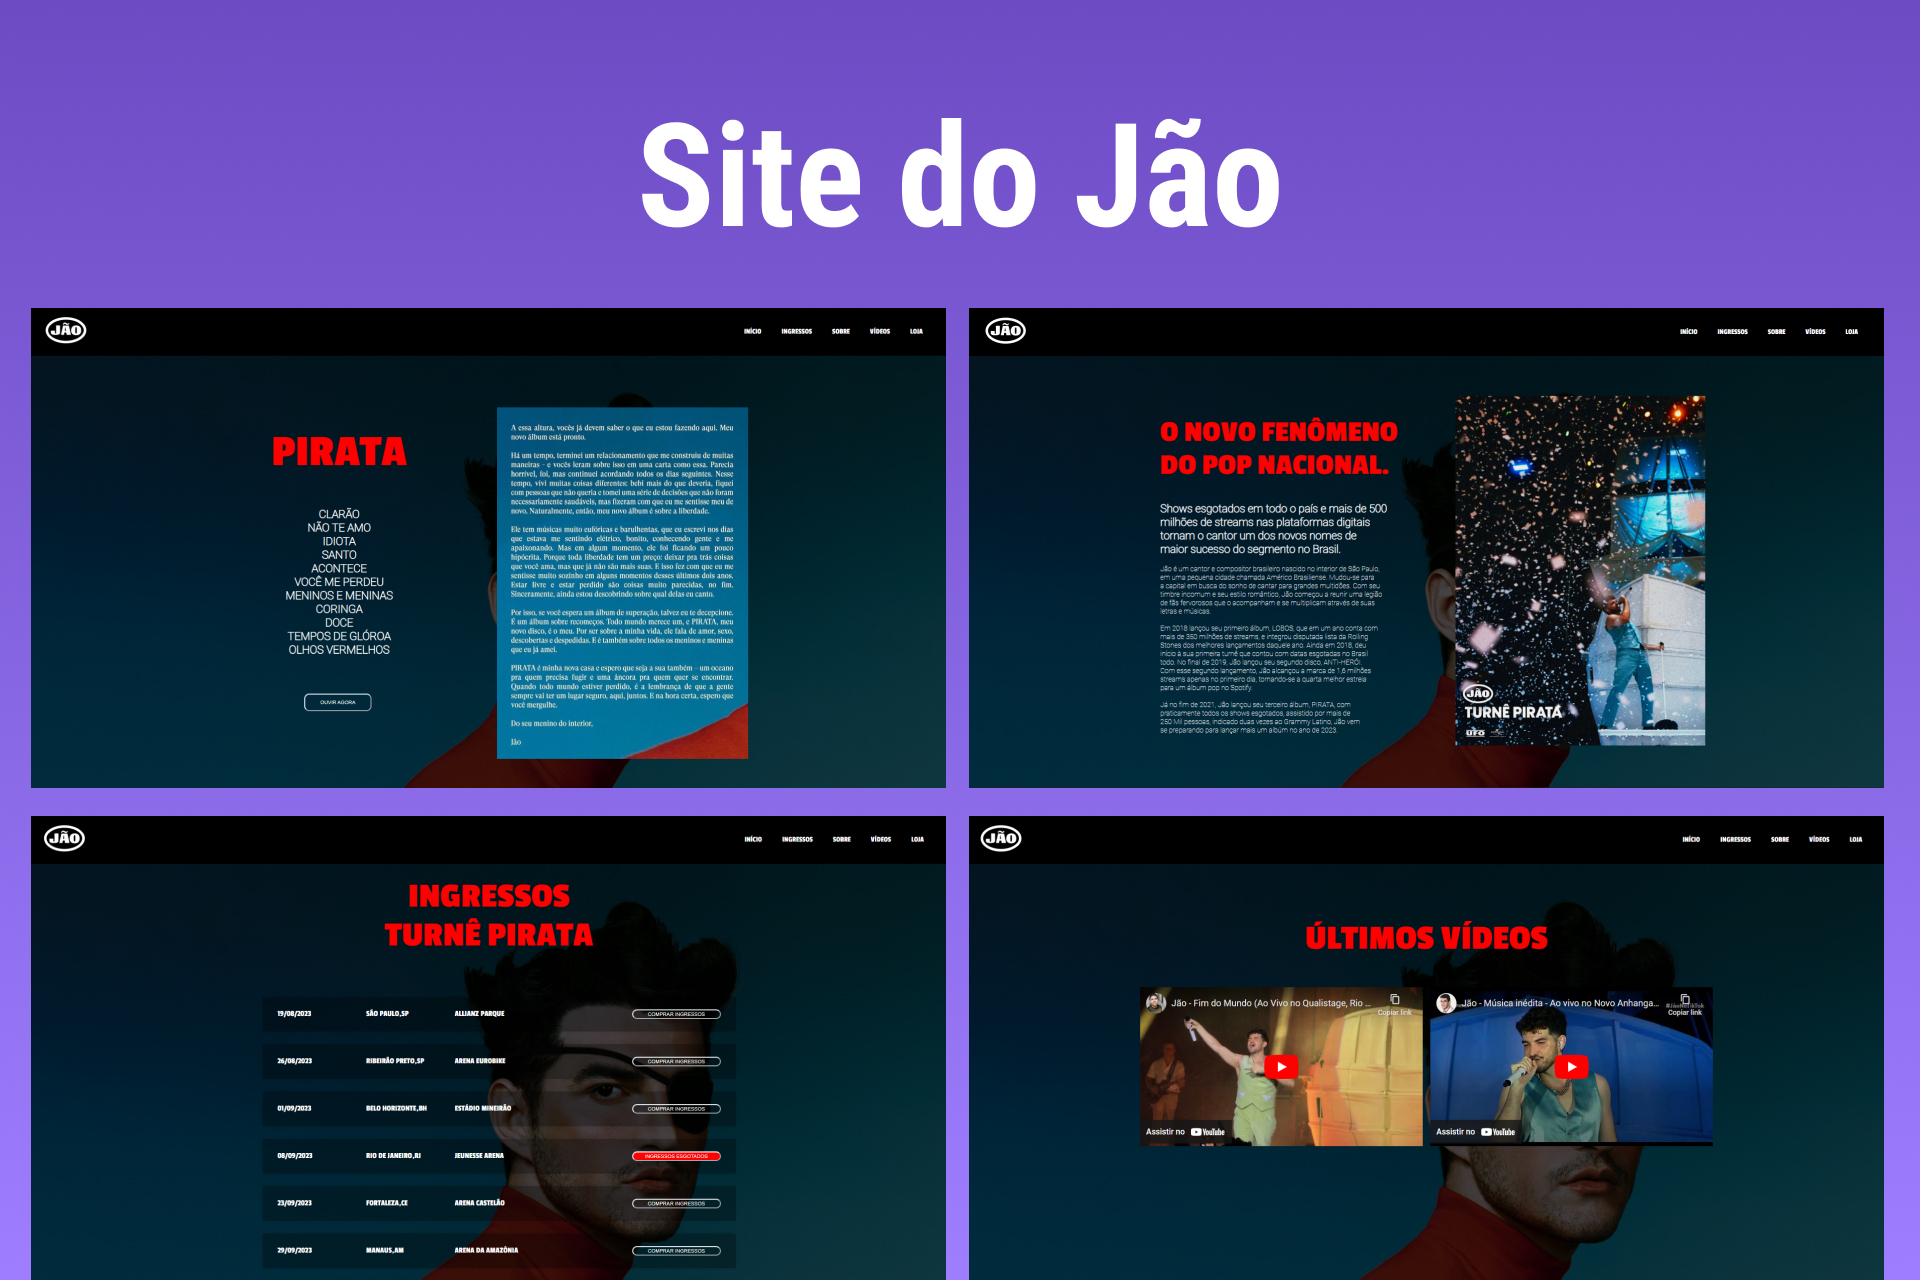 Site do Jão
JÃO
INÍCIO INGRESSOS SOBRE VÍDEOS LOJA
PIRATA
CLARÃO
NÃO TE AMO
IDIOTA
SANTO
ACONTECE
VOCÊ ME PERDEU
MENINOS E MENINAS
CORINGA
DOCE
TEMPOS DE GLÓROA
OLHOS VERMELHOS
OUVIR AGORA
A essa altura, vocês já devem saber o que eu estou fazendo aqui. Meu
novo álbum está pronto.
Há um tempo, terminei um relacionamento que me construiu de muitas
maneiras – e vocês leram sobre isso em uma carta como essa. Parecia
horrível, foi, mas continuei acordando todos os dias seguintes. Nesse
tempo, vivi muitas coisas diferentes: bebi mais do que deveria, fiquei
com pessoas que não queria e tomei uma série de decisões que não foram
necessariamente saudáveis, mas fizeram com que eu me sentisse meu de
novo. Naturalmente, então, meu novo álbum é sobre a liberdade.
Ele tem músicas muito eufóricas e barulhentas, que eu escrevi nos dias
que estava me sentindo elétrico, bonito, conhecendo gente e me
apaixonando. Mas em algum momento, ele foi ficando um pouco
hipócrita. Porque toda liberdade tem um preço: deixar pra trás coisas
que você ama, mas que já não são mais suas. E isso fez com que eu me
sentisse muito sozinho em alguns momentos desses últimos dois anos.
Estar livre e estar perdido são coisas muito parecidas, no fim.
Sinceramente, ainda estou descobrindo sobre qual delas eu canto.
Por isso, se você espera um álbum de superação, talvez eu te decepcione.
É um álbum sobre recomeços. Todo mundo merece um, e PIRATA, meu
novo disco, é o meu. Por ser sobre a minha vida, ele fala de amor, sexo,
descobertas e despedidas. E é também sobre todos os meninos e meninas
que eu já amei.
PIRATA é minha nova casa e espero que seja a sua também – um oceano
pra quem precisa fugir e uma âncora pra quem quer se encontrar.
Quando todo mundo estiver perdido, é a lembrança de que a gente
sempre vai ter um lugar seguro, aqui, juntos. E na hora certa, espero que
você mergulhe.
Do seu menino do interior,
Jão
JÃO
INÍCIO INGRESSOS SOBRE VÍDEOS LOJA
O NOVO FENÔMENO
DO POP NACIONAL.
Shows esgotados em todo o país e mais de 500
milhões de streams nas plataformas digitais
tornam o cantor um dos novos nomes de
maior sucesso do segmento no Brasil.
Jão é um cantor e compositor brasileiro nascido no interior de São Paulo,
em uma pequena cidade chamada Américo Brasiliense. Mudou-se para
a capital em busca do sonho de cantar para grandes multidões. Com seu
timbre incomum e seu estilo romântico, Jão começou a reunir uma legião
de fãs fervorosos que o acompanham e se multiplicam através de suas
letras e músicas.
Em 2018 lançou seu primeiro álbum, LOBOS, que em um ano conta com
mais de 350 milhões de streams, e integrou disputada lista da Rolling
Stones dos melhores lançamentos daquele ano. Ainda em 2018, deu
início à sua primeira turnê que contou com datas esgotadas no Brasil
todo. No final de 2019, Jão lançou seu segundo disco, ANTI-HERÓI.
Com esse segundo lançamento, Jão alcançou a marca de 1,6 milhões
streams apenas no primeiro dia, tornando-se a quarta melhor estreia
para um álbum pop no Spotify.
Já no fim de 2021, Jão lançou seu terceiro álbum, PIRATA, com
praticamente todos os shows esgotados, assistido por mais de
250 Mil pessoas, indicado duas vezes ao Grammy Latino, Jão vem
se preparando para lançar mais um álbúm no ano de 2023.
JÃO
TURNÊ PIRATA
UFO
JÃO
INÍCIO INGRESSOS SOBRE VÍDEOS LOJA
INGRESSOS
TURNÊ PIRATA
19/08/2023 SÃO PAULO,SP ALLIANZ PARQUE COMPRAR INGRESSOS
26/08/2023 RIBEIRÃO PRETO,SP ARENA EUROBIKE COMPRAR INGRESSOS
01/09/2023 BELO HORIZONTE,BH ESTÁDIO MINEIRÃO COMPRAR INGRESSOS
08/09/2023 RIO DE JANEIRO,RJ JEUNESSE ARENA INGRESSOS ESGOTADOS
23/09/2023 FORTALEZA,CE ARENA CASTELÃO COMPRAR INGRESSOS
29/09/2023 MANAUS,AM ARENA DA AMAZÔNIA COMPRAR INGRESSOS
JÃO
INÍCIO INGRESSOS SOBRE VÍDEOS LOJA
ÚLTIMOS VÍDEOS
Jão - Fim do Mundo (Ao Vivo no Qualistage, Rio ...
Copiar link
Assistir no YouTube
Jão - Música inédita - Ao vivo no Novo Anhanga...
Copiar link
Assistir no YouTube